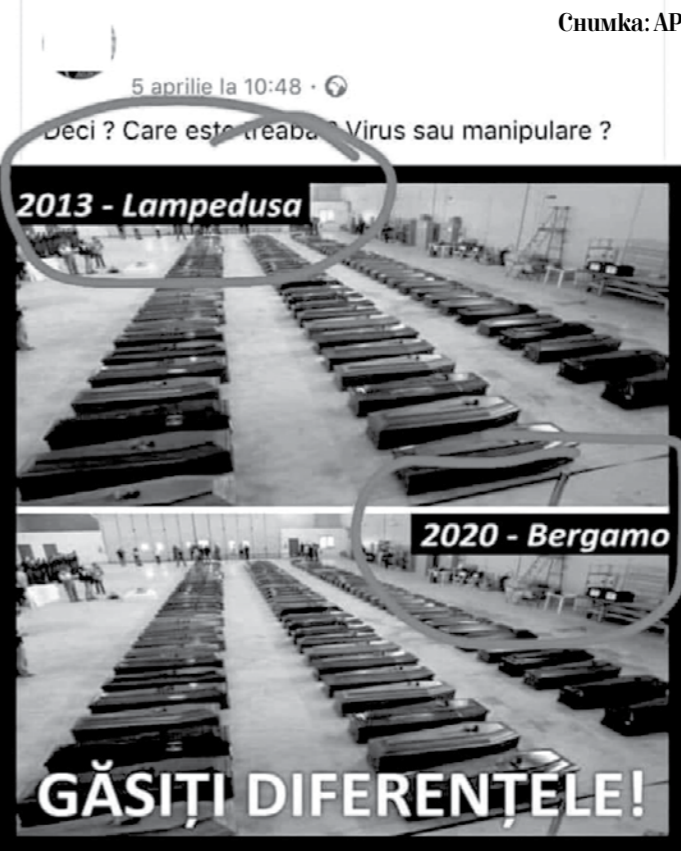 Снимка: AP
5 aprilie la 10:48 ·
Deci ? Care este treaba ? Virus sau manipulare ?
2013 - Lampedusa
2020 - Bergamo
GĂSIȚI DIFERENȚELE!